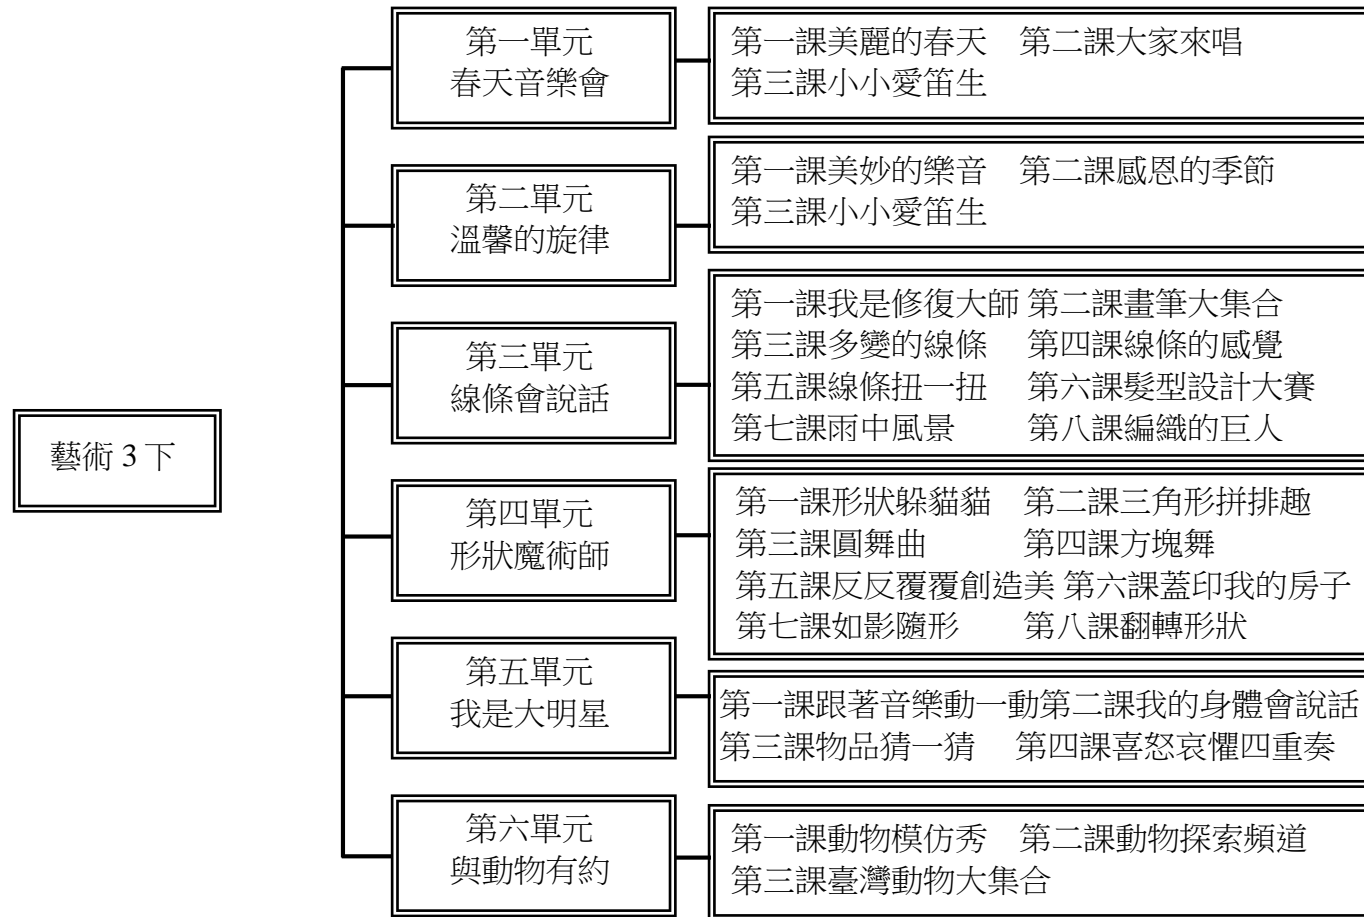 藝術 3 下
第一單元
春天音樂會
第一課美麗的春天 第二課大家來唱
第三課小小愛笛生
第二單元
溫馨的旋律
第一課美妙的樂音 第二課感恩的季節
第三課小小愛笛生
第三單元
線條會說話
第一課我是修復大師 第二課畫筆大集合
第三課多變的線條 第四課線條的感覺
第五課線條扭一扭 第六課髮型設計大賽
第七課雨中風景 第八課編織的巨人
第四單元
形狀魔術師
第一課形狀躲貓貓 第二課三角形拼排趣
第三課圓舞曲 第四課方塊舞
第五課反反覆覆創造美 第六課蓋印我的房子
第七課如影隨形 第八課翻轉形狀
第五單元
我是大明星
第一課跟著音樂動一動第二課我的身體會說話
第三課物品猜一猜 第四課喜怒哀懼四重奏
第六單元
與動物有約
第一課動物模仿秀 第二課動物探索頻道
第三課臺灣動物大集合